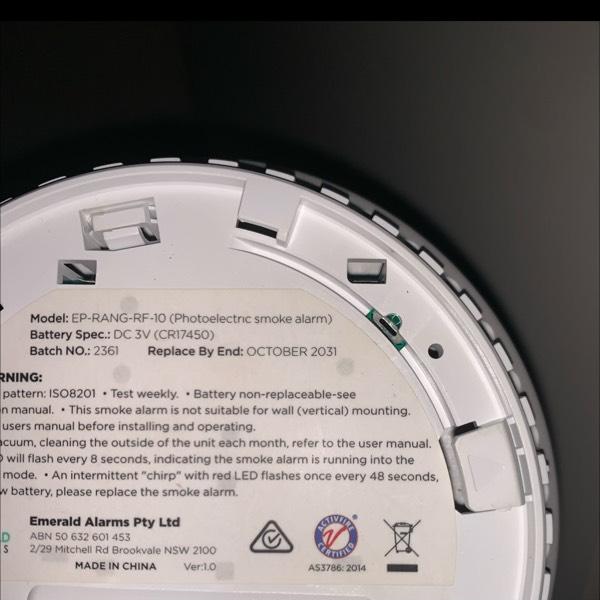 Model: EP-RANG-RF-10 (Photoelectric smoke alarm)
Battery Spec.: DC 3V (CR17450)
Batch NO.: 2361 Replace By End: OCTOBER 2031
RNING:
pattern: ISO8201 • Test weekly. • Battery non-replaceable-see
n manual. • This smoke alarm is not suitable for wall (vertical) mounting.
users manual before installing and operating.
acuum, cleaning the outside of the unit each month, refer to the user manual.
D will flash every 8 seconds, indicating the smoke alarm is running into the
mode. • An intermittent "chirp" with red LED flashes once every 48 seconds,
w battery, please replace the smoke alarm.
Emerald Alarms Pty Ltd
D ABN 50 632 601 453
S 2/29 Mitchell Rd Brookvale NSW 2100
MADE IN CHINA Ver:1.0
ACTIVFIRE
CERTIFIED
AS3786: 2014